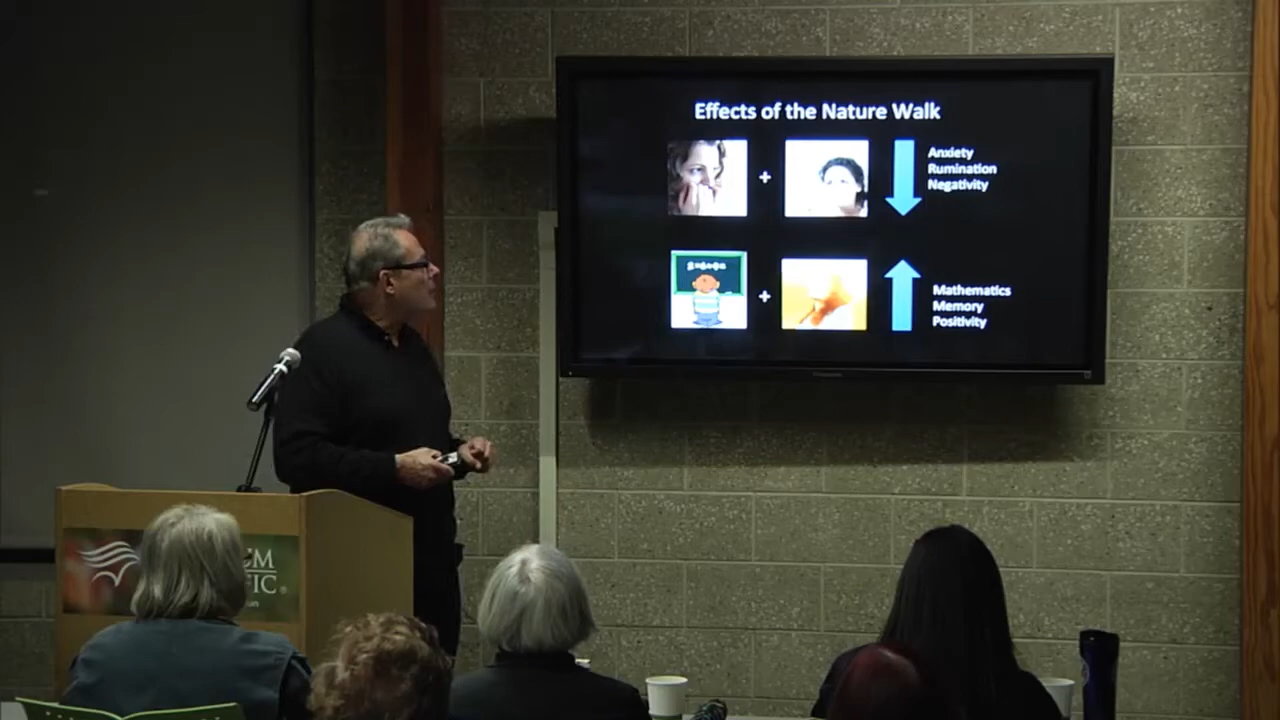 Effects of the Nature Walk
+
Anxiety
Rumination
Negativity
+
Mathematics
Memory
Positivity